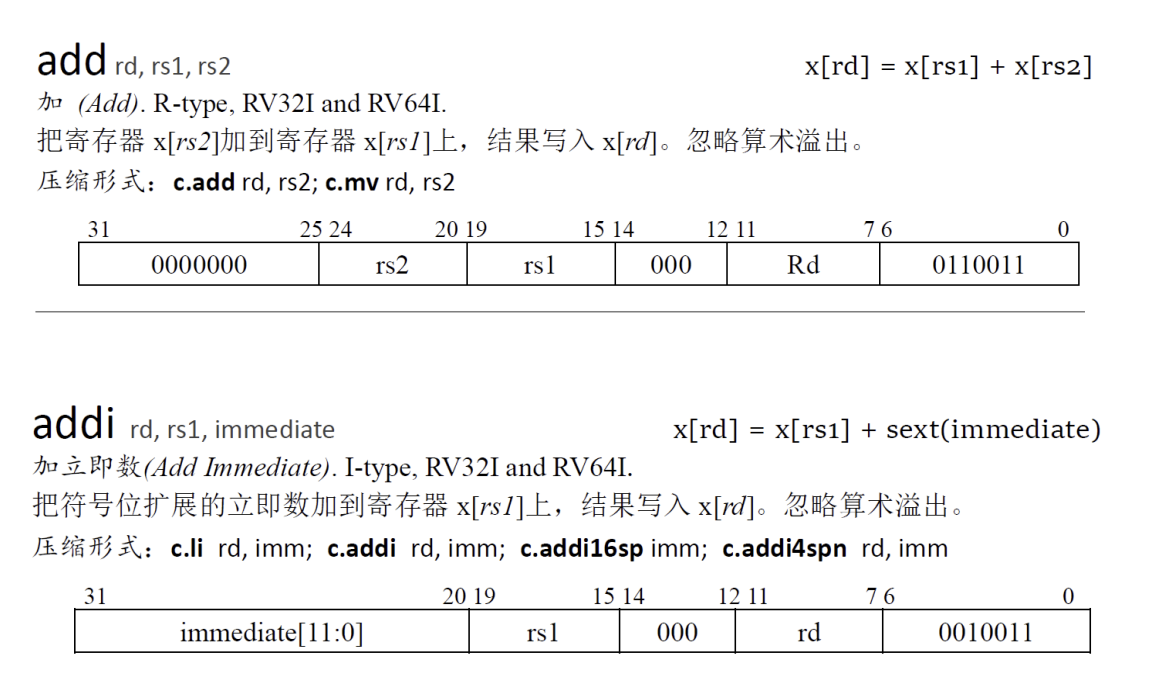 add rd, rs1, rs2 x[rd] = x[rs1] + x[rs2]
加 (Add). R-type, RV32I and RV64I.
把寄存器 x[rs2]加到寄存器 x[rs1]上，结果写入 x[rd]。忽略算术溢出。
压缩形式：c.add rd, rs2; c.mv rd, rs2
31 25 24 20 19 15 14 12 11 7 6 0
0000000 rs2 rs1 000 Rd 0110011
addi rd, rs1, immediate x[rd] = x[rs1] + sext(immediate)
加立即数(Add Immediate). I-type, RV32I and RV64I.
把符号位扩展的立即数加到寄存器 x[rs1]上，结果写入 x[rd]。忽略算术溢出。
压缩形式：c.li rd, imm; c.addi rd, imm; c.addi16sp imm; c.addi4spn rd, imm
31 20 19 15 14 12 11 7 6 0
immediate[11:0] rs1 000 rd 0010011